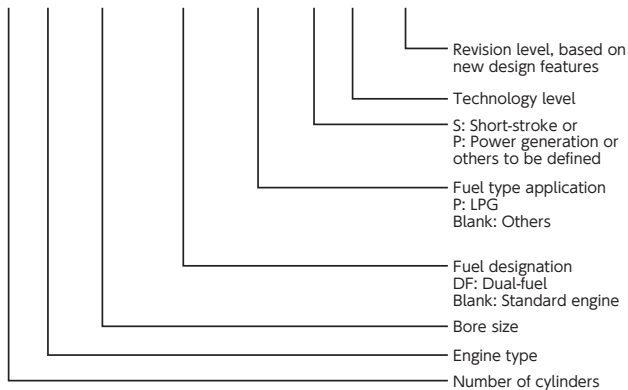 Revision level, based on
new design features
Technology level
S: Short-stroke or
P: Power generation or
others to be defined
Fuel type application
P: LPG
Blank: Others
Fuel designation
DF: Dual-fuel
Blank: Standard engine
Bore size
Engine type
Number of cylinders